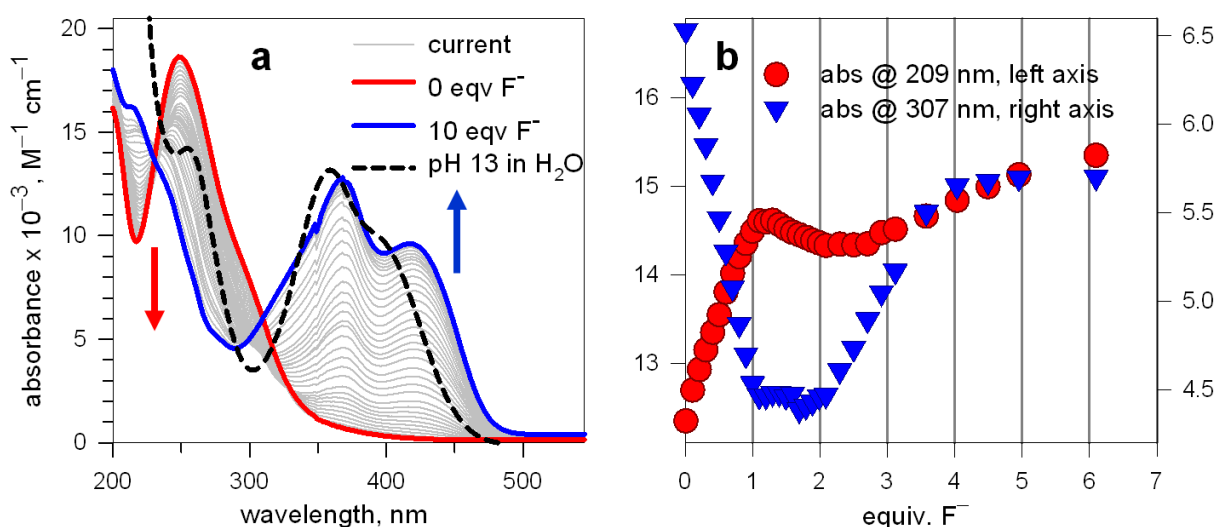 a
current
0 eqv F⁻
10 eqv F⁻
pH 13 in H₂O
absorbance x 10⁻³, M⁻¹ cm⁻¹
20
15
10
5
0
200
300
400
500
wavelength, nm
b
abs @ 209 nm, left axis
abs @ 307 nm, right axis
16
15
14
13
6.5
6.0
5.5
5.0
4.5
0
1
2
3
4
5
6
7
equiv. F⁻